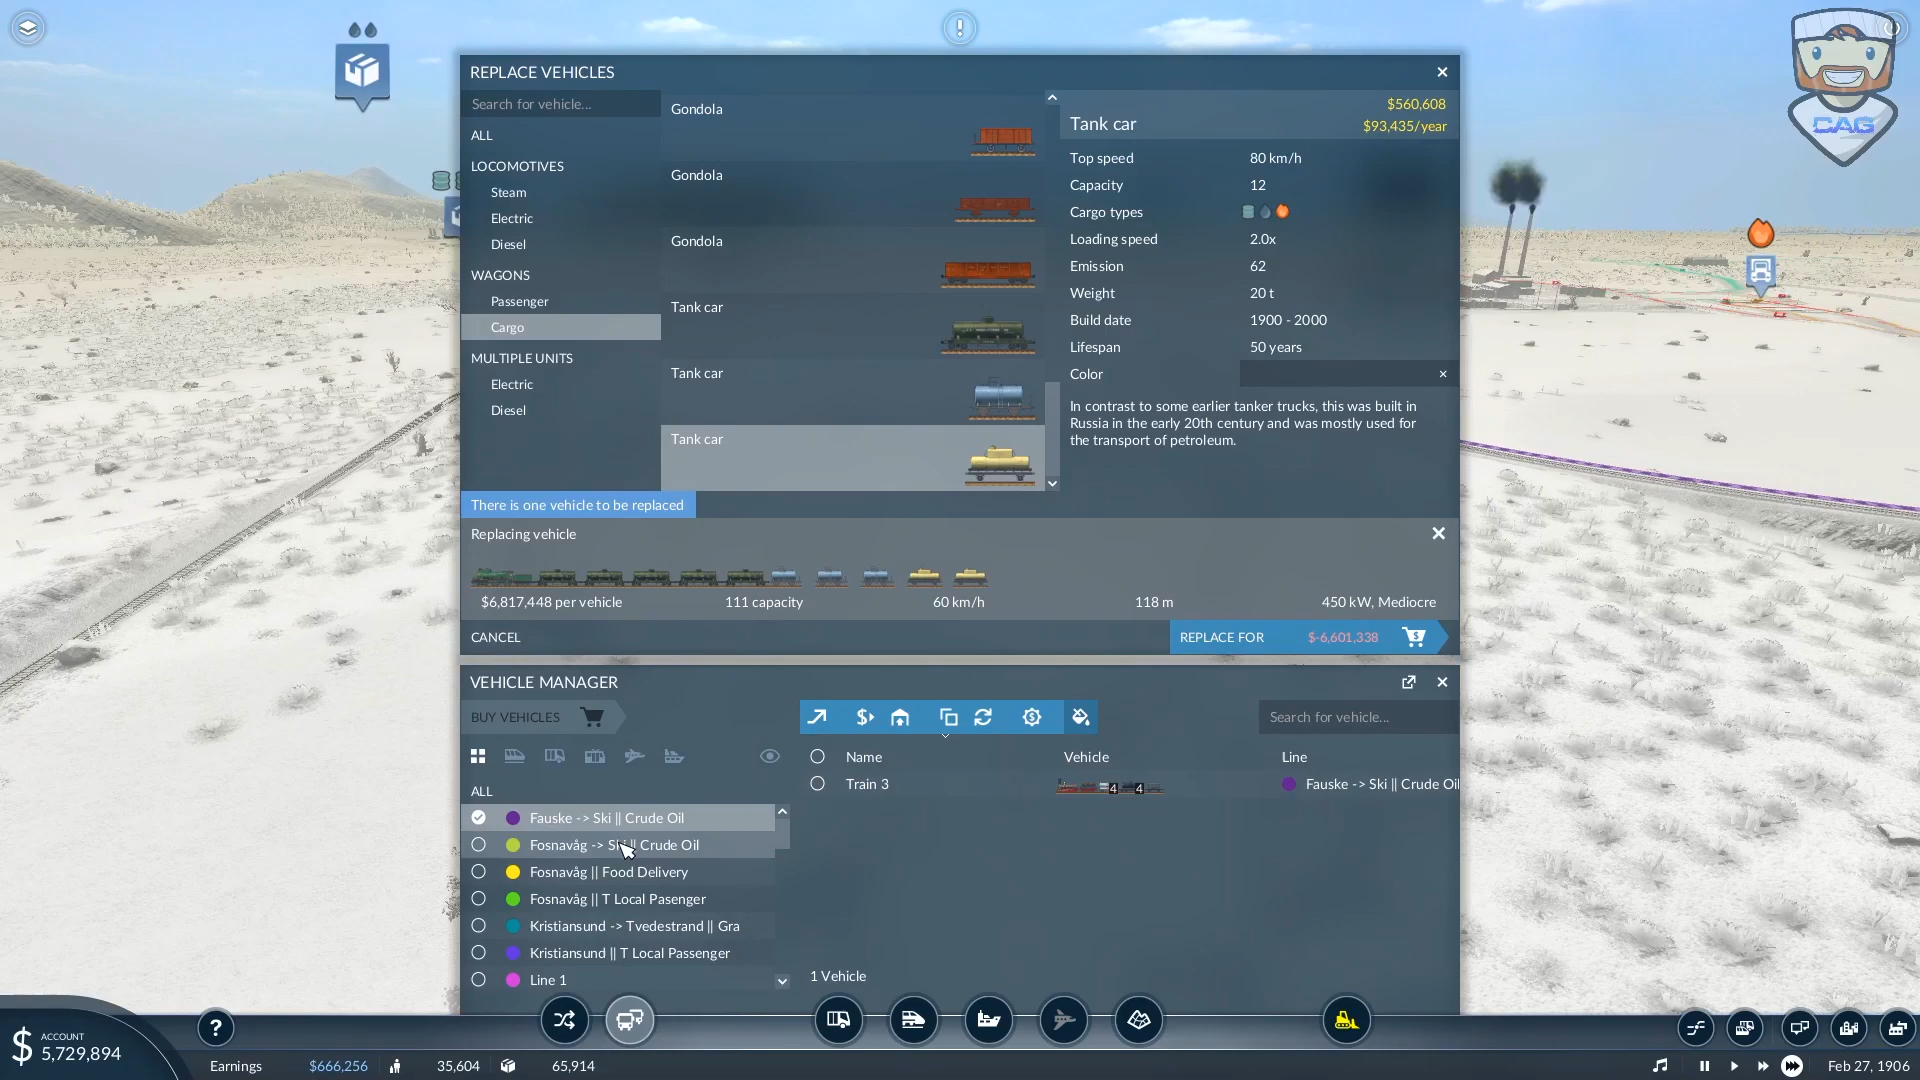 REPLACE VEHICLES
Search for vehicle...
ALL
LOCOMOTIVES
Steam
Electric
Diesel
WAGONS
Passenger
Cargo
MULTIPLE UNITS
Electric
Diesel
Gondola
Gondola
Gondola
Tank car
Tank car
Tank car
$560,608
Tank car $93,435/year
Top speed 80 km/h
Capacity 12
Cargo types
Loading speed 2.0x
Emission 62
Weight 20 t
Build date 1900 - 2000
Lifespan 50 years
Color
In contrast to some earlier tanker trucks, this was built in
Russia in the early 20th century and was mostly used for
the transport of petroleum.
There is one vehicle to be replaced
Replacing vehicle
$6,817,448 per vehicle 111 capacity 60 km/h 118 m 450 kW, Mediocre
CANCEL REPLACE FOR $-6,601,338
VEHICLE MANAGER
BUY VEHICLES
Search for vehicle...
ALL
Fauske -> Ski || Crude Oil
Fosnavåg -> Ski || Crude Oil
Fosnavåg || Food Delivery
Fosnavåg || T Local Pasenger
Kristiansund -> Tvedestrand || Gra
Kristiansund || T Local Passenger
Line 1
Name Vehicle Line
Train 3 4 4 Fauske -> Ski || Crude Oil
1 Vehicle
CAG
?
$ ACCOUNT
5,729,894
Earnings $666,256 35,604 65,914
Feb 27, 1906